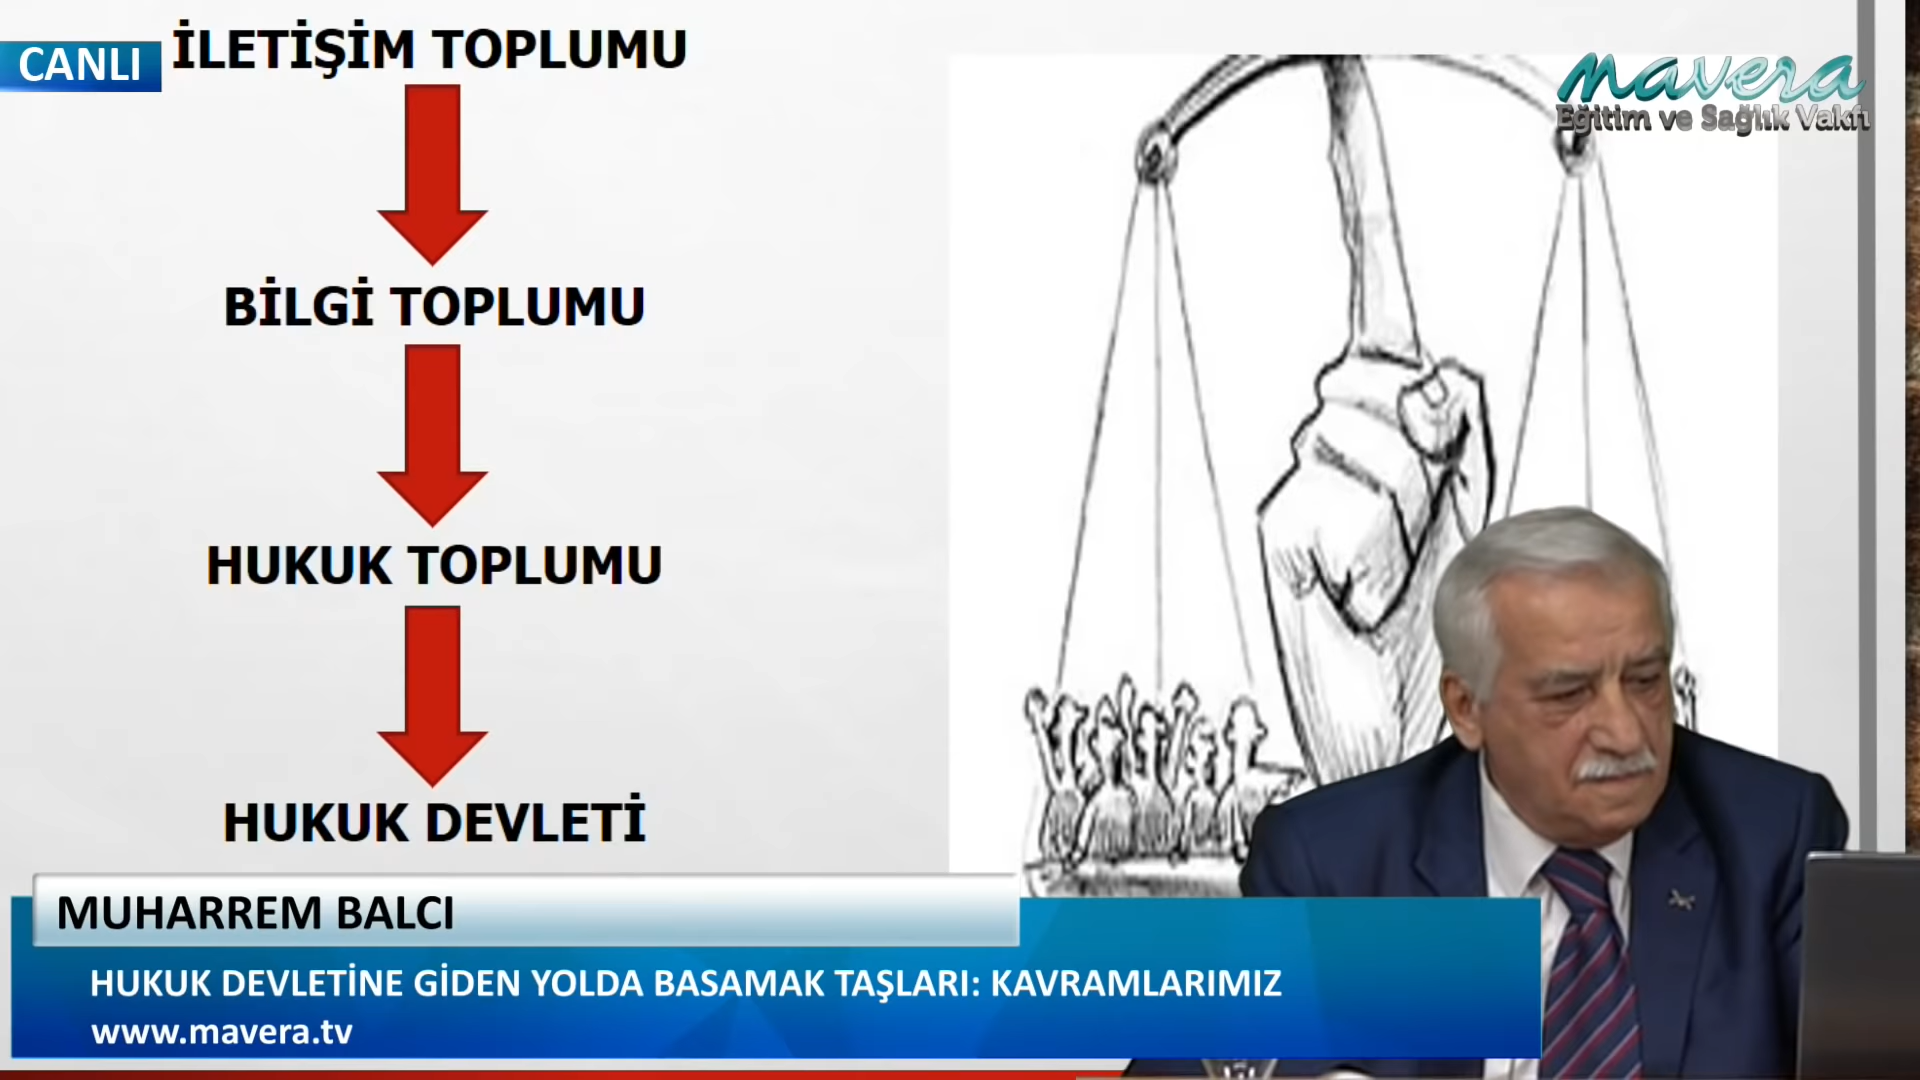 CANLI
İLETİŞİM TOPLUMU
BİLGİ TOPLUMU
HUKUK TOPLUMU
HUKUK DEVLETİ
mavera
Eğitim ve Sağlık Vakfı
MUHARREM BALCI
HUKUK DEVLETİNE GİDEN YOLDA BASAMAK TAŞLARI: KAVRAMLARIMIZ
www.mavera.tv